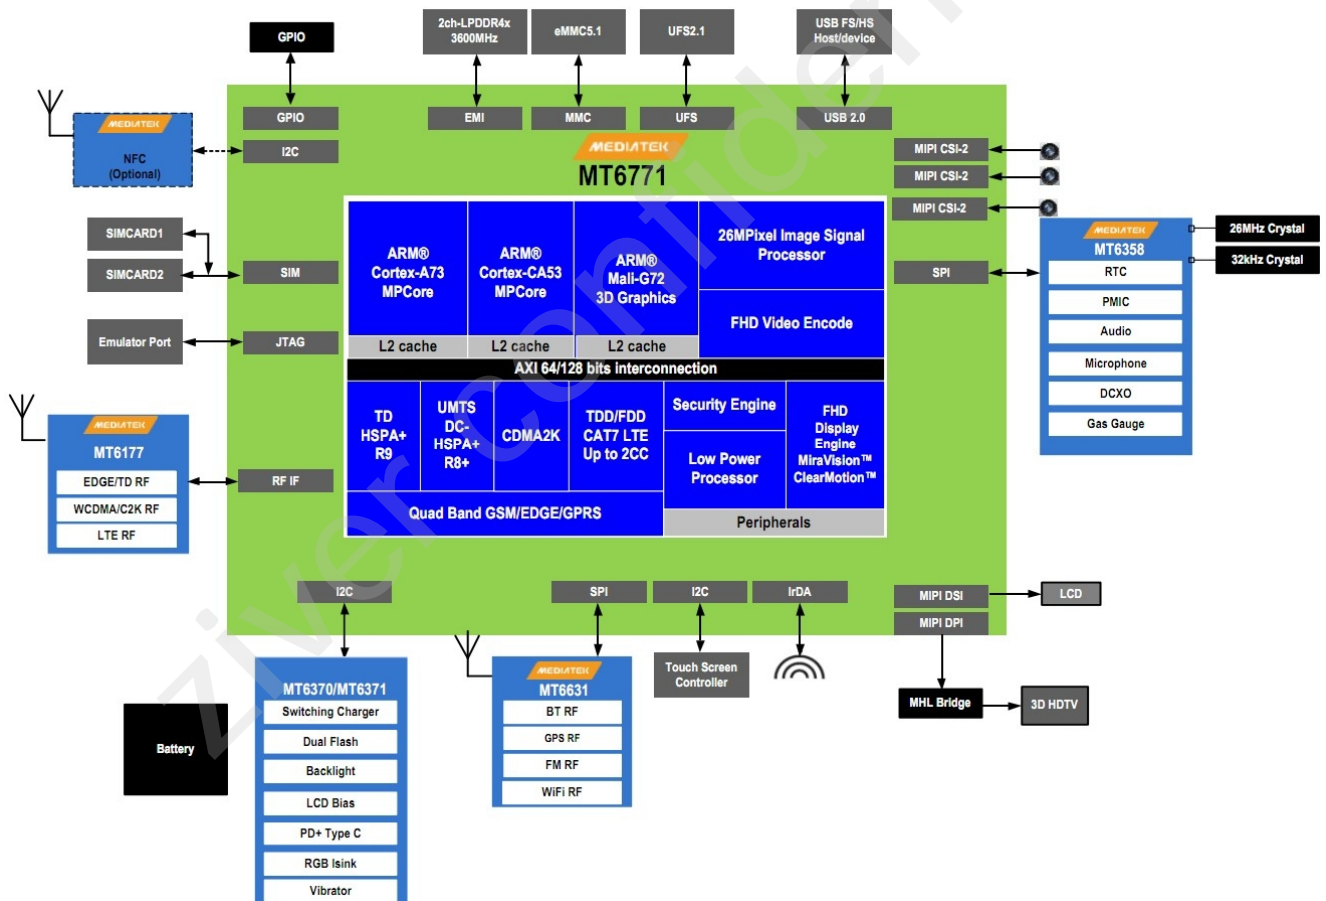 GPIO
2ch-LPDDR4x
3600MHz
eMMC5.1
UFS2.1
USB FS/HS
Host/device
GPIO
EMI
MMC
UFS
USB 2.0
MEDIATEK
NFC
(Optional)
I2C
MEDIATEK
MT6771
MIPI CSI-2
MIPI CSI-2
MIPI CSI-2
SIMCARD1
SIMCARD2
SIM
Emulator Port
JTAG
ARM®
Cortex-A73
MPCore
ARM®
Cortex-CA53
MPCore
ARM®
Mali-G72
3D Graphics
26MPixel Image Signal
Processor
FHD Video Encode
L2 cache
L2 cache
L2 cache
AXI 64/128 bits interconnection
TD
HSPA+
R9
UMTS
DC-
HSPA+
R8+
CDMA2K
TDD/FDD
CAT7 LTE
Up to 2CC
Security Engine
Low Power
Processor
FHD
Display
Engine
MiraVision™
ClearMotion™
Quad Band GSM/EDGE/GPRS
Peripherals
SPI
MEDIATEK
MT6358
RTC
PMIC
Audio
Microphone
DCXO
Gas Gauge
26MHz Crystal
32kHz Crystal
MEDIATEK
MT6177
EDGE/TD RF
WCDMA/C2K RF
LTE RF
RF IF
I2C
SPI
I2C
IrDA
MIPI DSI
MIPI DPI
LCD
Battery
MT6370/MT6371
Switching Charger
Dual Flash
Backlight
LCD Bias
PD+ Type C
RGB Isink
Vibrator
MEDIATEK
MT6631
BT RF
GPS RF
FM RF
WiFi RF
Touch Screen
Controller
MHL Bridge
3D HDTV
ziver confiden